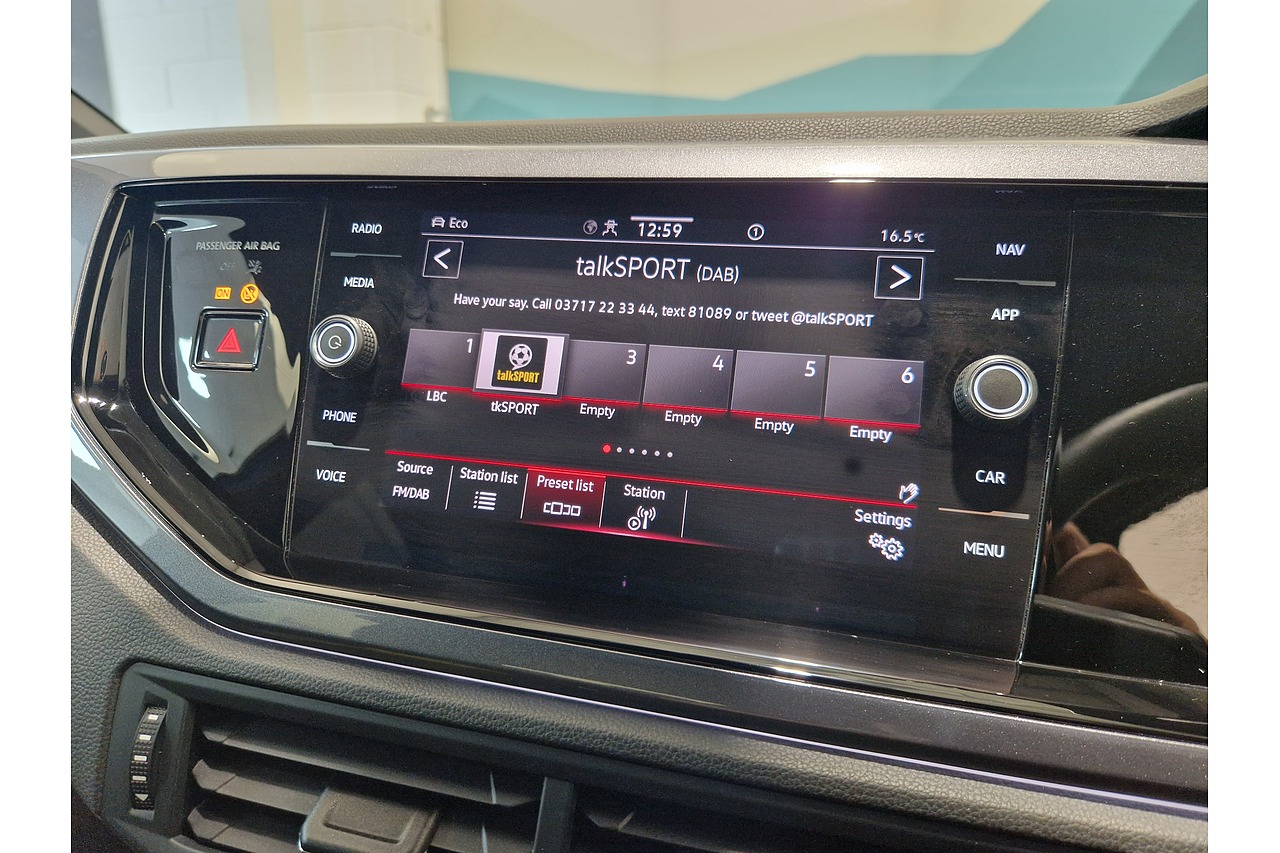 PASSENGER AIR BAG
OFF
ON
RADIO
MEDIA
PHONE
VOICE
Eco
12:59
1
16.5°C
<
talkSPORT (DAB)
>
Have your say. Call 03717 22 33 44, text 81089 or tweet @talkSPORT
1
talkSPORT
3
4
5
6
LBC
tkSPORT
Empty
Empty
Empty
Empty
Source
FM/DAB
Station list
Preset list
Station
Settings
NAV
APP
CAR
MENU